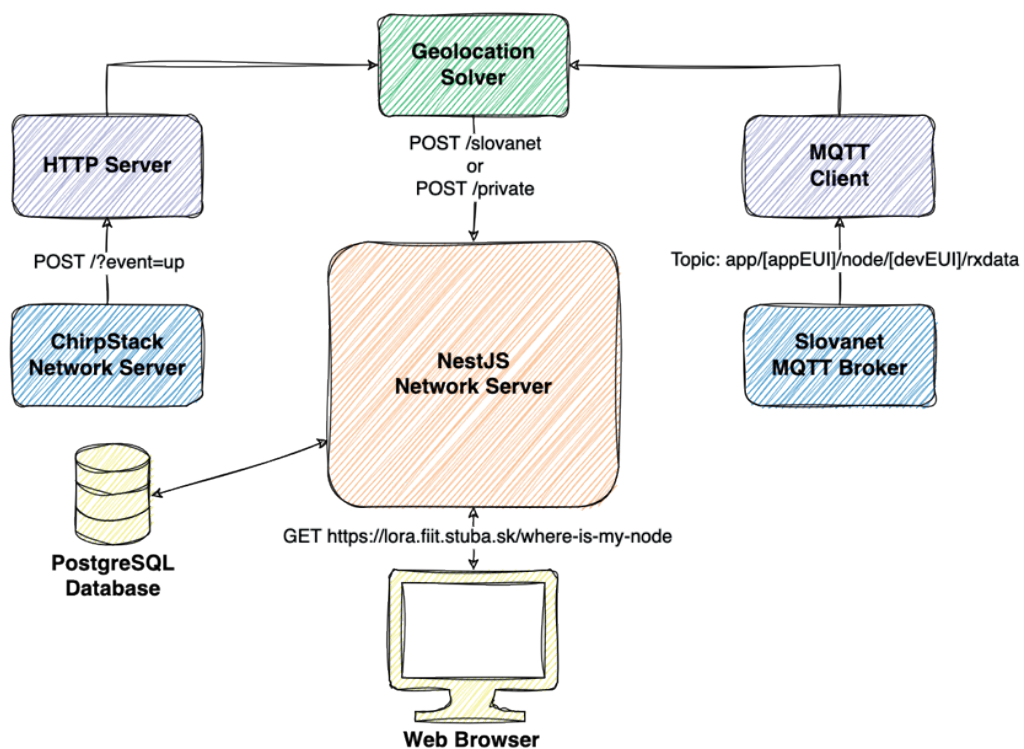 Geolocation
Solver
HTTP Server
POST /slovanet
or
POST /private
MQTT
Client
POST /?event=up
Topic: app/[appEUI]/node/[devEUI]/rxdata
ChirpStack
Network Server
NestJS
Network Server
Slovanet
MQTT Broker
GET https://lora.fiit.stuba.sk/where-is-my-node
PostgreSQL
Database
Web Browser